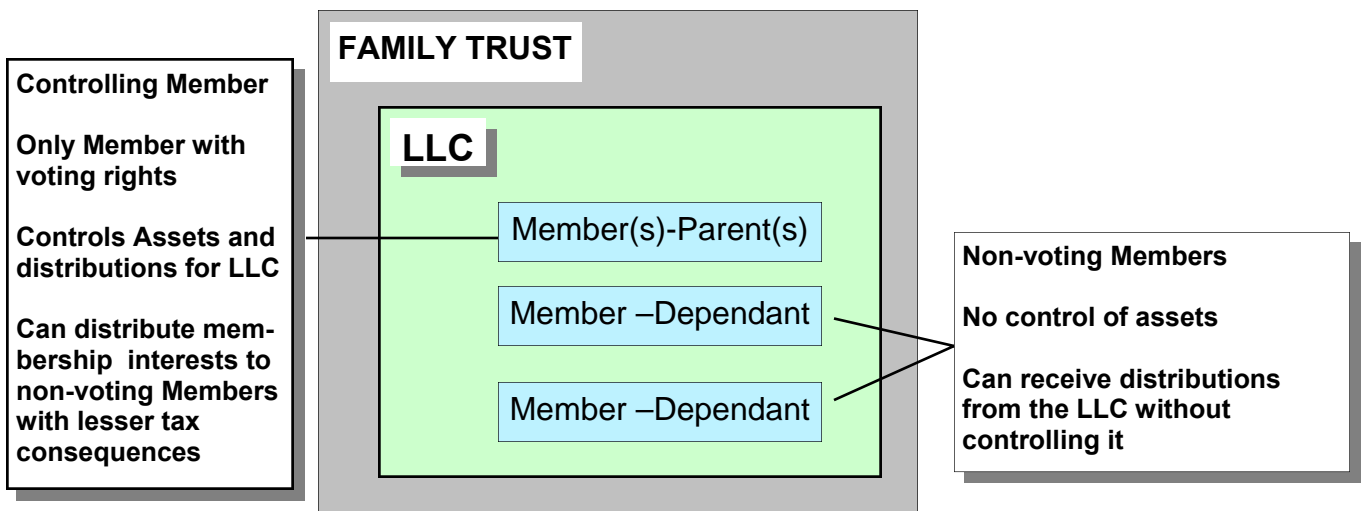 FAMILY TRUST
Controlling Member
Only Member with
voting rights
Controls Assets and
distributions for LLC
Can distribute mem-
bership interests to
non-voting Members
with lesser tax
consequences
LLC
Member(s)-Parent(s)
Member –Dependant
Member –Dependant
Non-voting Members
No control of assets
Can receive distributions
from the LLC without
controlling it